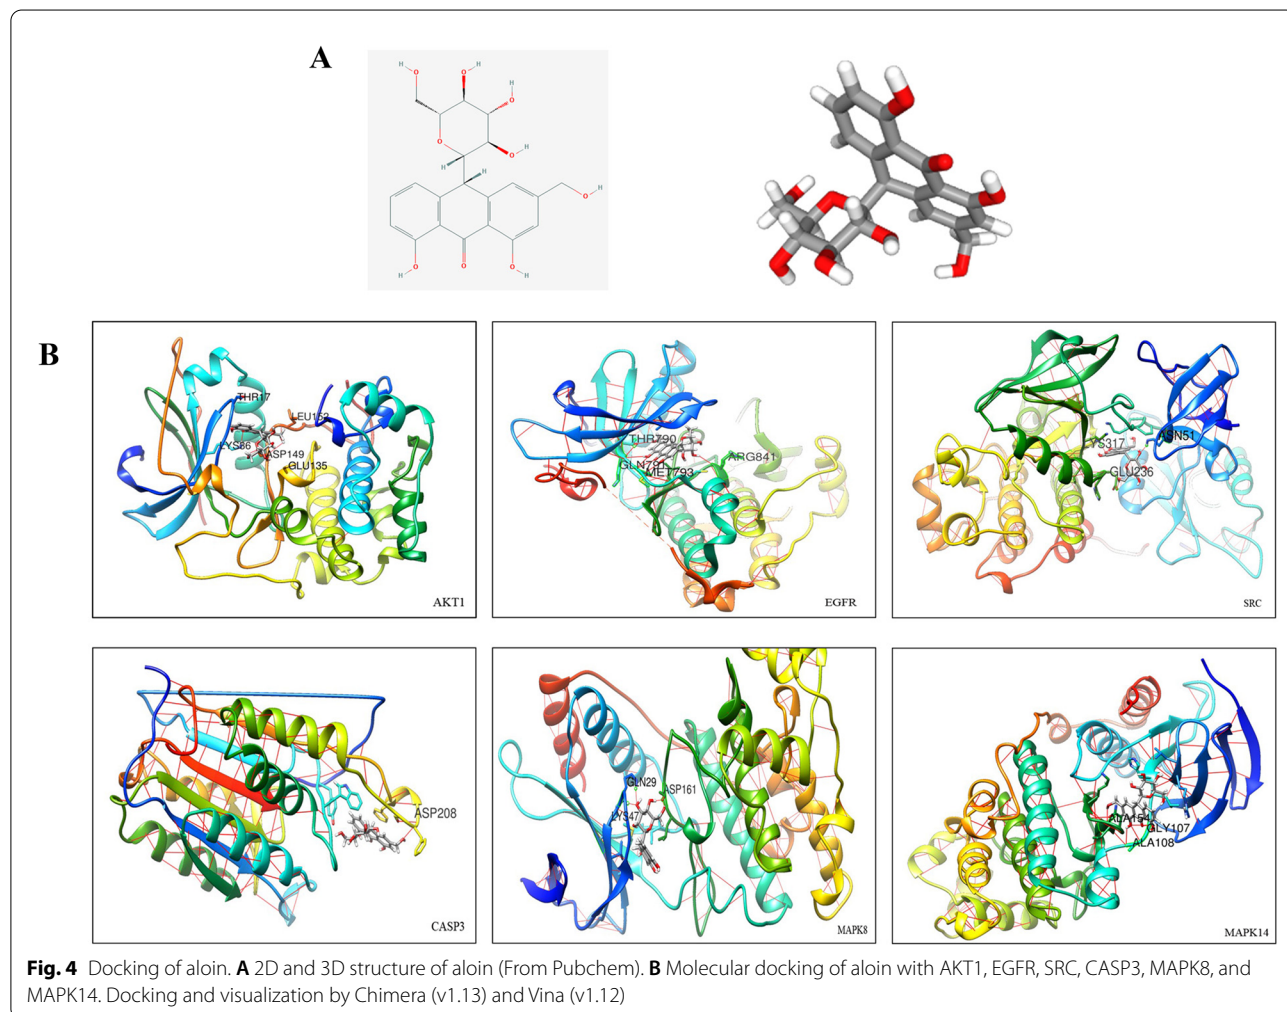 A
H
O
O
H
H
O
H
O
O
H
O
H
H
H
O
H
O
O
O
H
H
B
THR17
LEU162
LYS86
ASP149
GLU135
AKT1
THR790
GLN791
MET793
ARG841
EGFR
YS317
ASN51
GLU236
SRC
ASP208
CASP3
GLN29
ASP161
LYS47
MAPK8
ALA154
GLY107
ALA108
MAPK14
Fig. 4 Docking of aloin. A 2D and 3D structure of aloin (From Pubchem). B Molecular docking of aloin with AKT1, EGFR, SRC, CASP3, MAPK8, and
MAPK14. Docking and visualization by Chimera (v1.13) and Vina (v1.12)